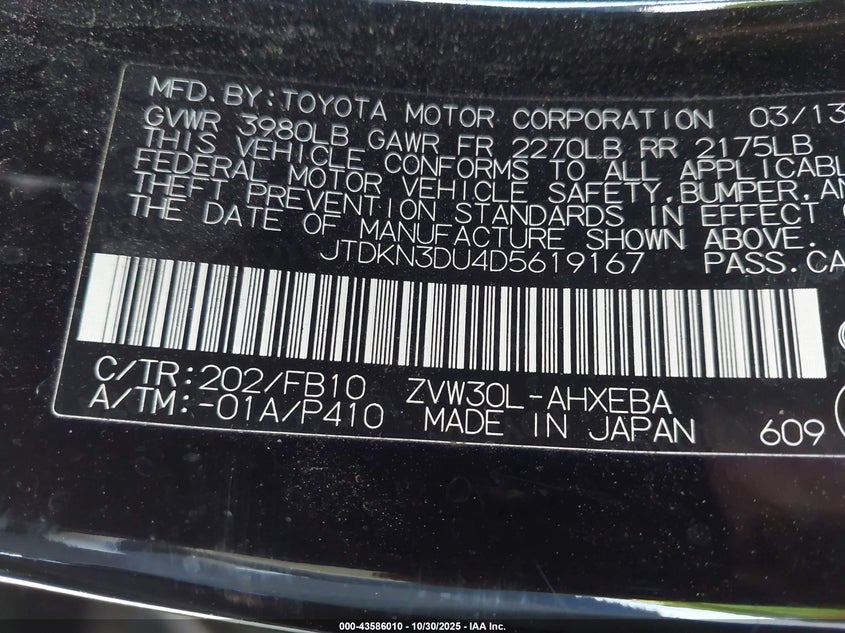 MFD.BY:TOYOTA MOTOR CORPORATION 03/13
GVWR 3980LB GAWR FR 2270LB RR 2175LB
THIS VEHICLE CONFORMS TO ALL APPLICABL
FEDERAL MOTOR VEHICLE SAFETY,BUMPER,AN
THEFT PREVENTION STANDARDS IN EFFECT O
THE DATE OF MANUFACTURE SHOWN ABOVE.
JTDKN3DU4D5619167 PASS.CA
C/TR:202/FB10 ZVW30L-AHXEBA
A/TM:-01A/P410 MADE IN JAPAN 609
000-43586010 | 10/30/2025 - IAA Inc.